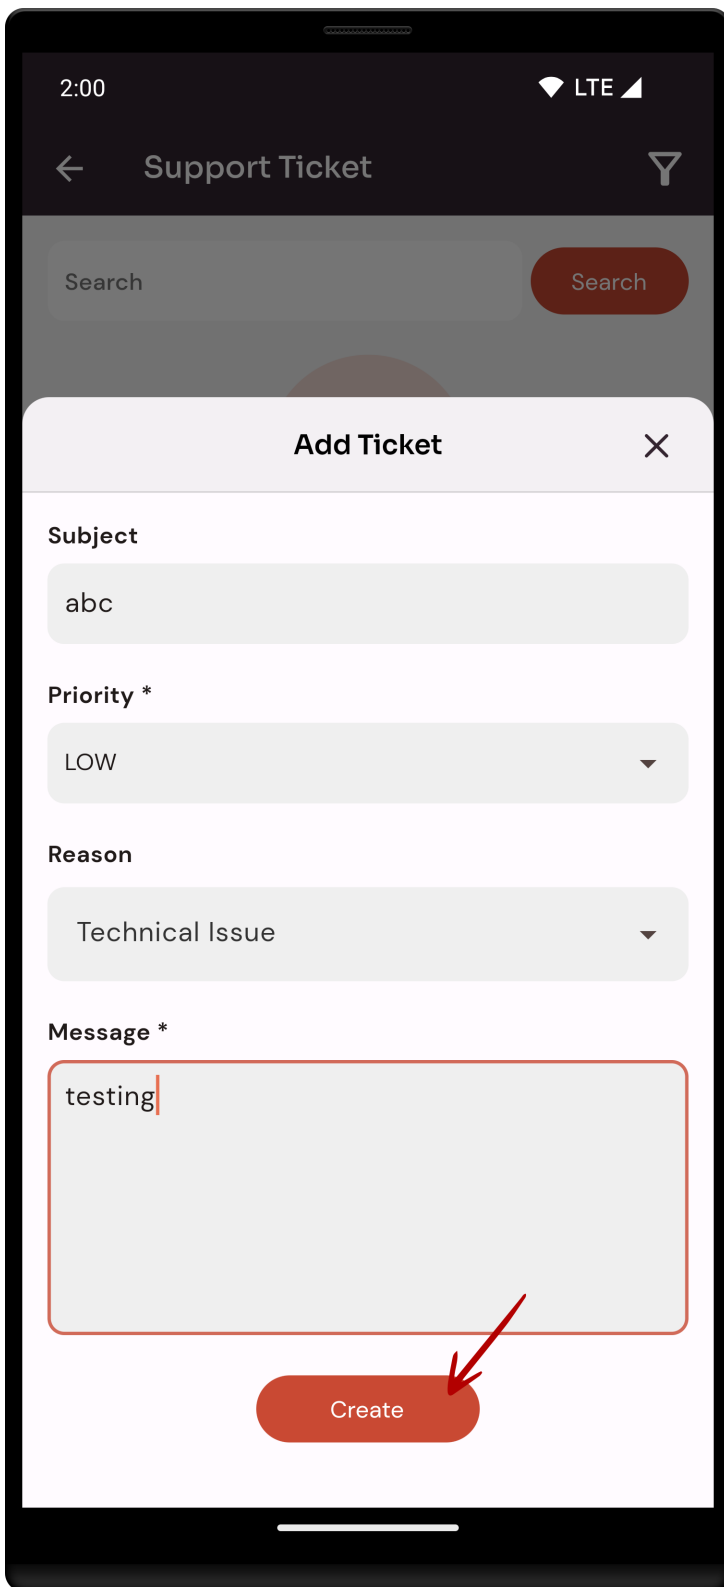 2:00 LTE
Support Ticket
Search Search
Add Ticket
Subject
abc
Priority *
LOW
Reason
Technical Issue
Message *
testing
Create